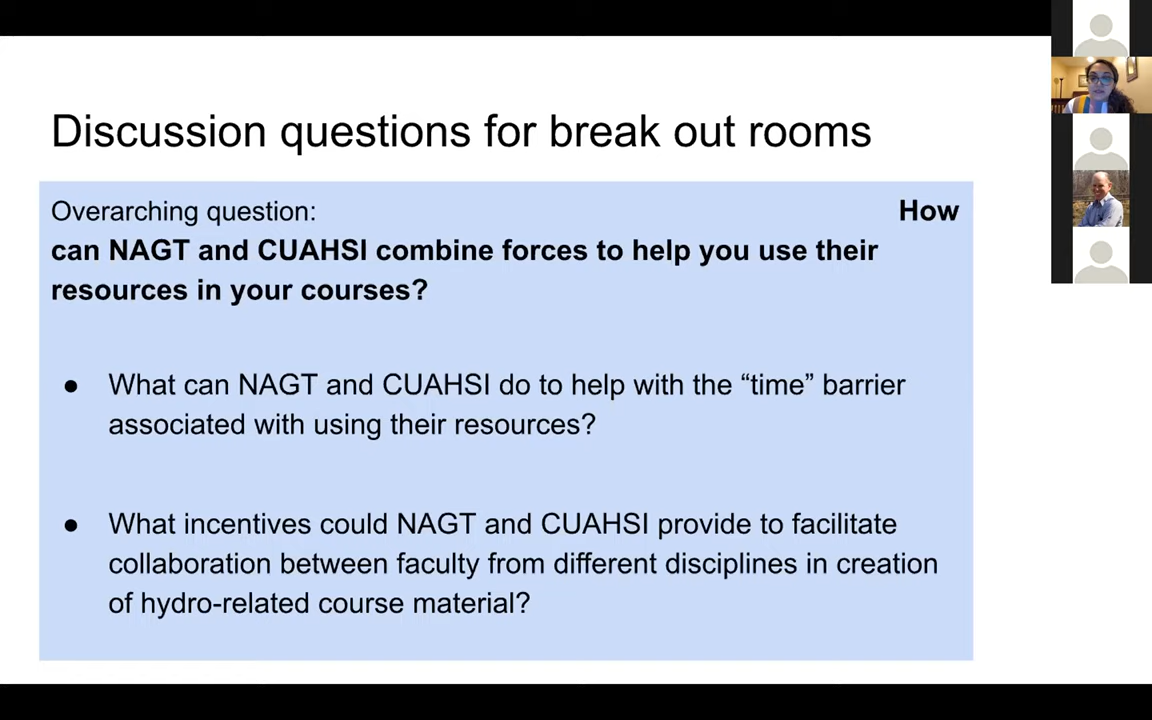 Discussion questions for break out rooms
Overarching question: How
can NAGT and CUAHSI combine forces to help you use their
resources in your courses?
● What can NAGT and CUAHSI do to help with the “time” barrier
associated with using their resources?
● What incentives could NAGT and CUAHSI provide to facilitate
collaboration between faculty from different disciplines in creation
of hydro-related course material?